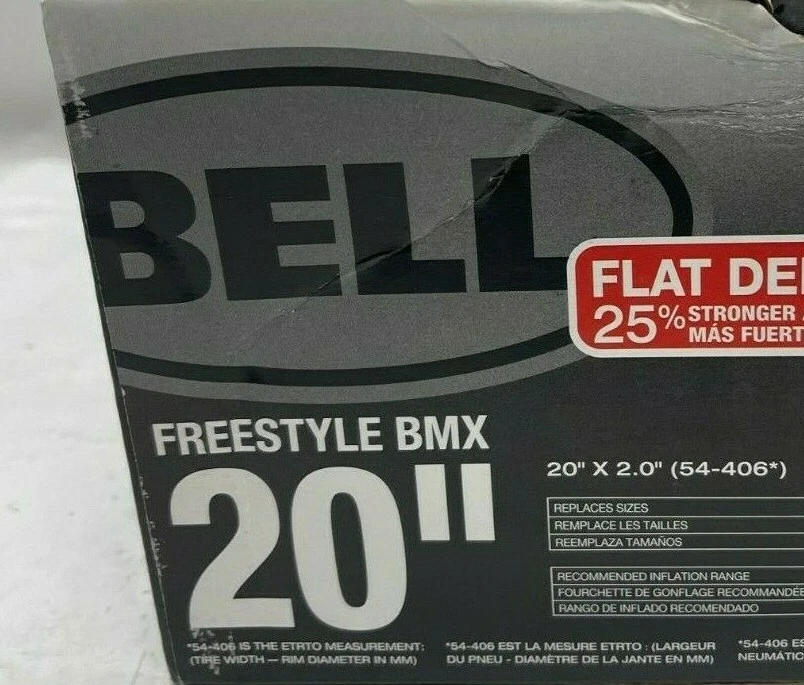 BELL
FLAT
25% STRONGER
MÁS
FREESTYLE BMX
20"
20" X 2.0" (54-406*)
REPLACES SIZES
REMPLACE LES TAILLES
REEMPLAZA TAMAÑOS
RECOMMENDED INFLATION RANGE
FOURCHETTE DE GONFLAGE RECOMMANDÉE
RANGO DE INFLADO RECOMENDADO
*54-406 IS THE ETRTO MEASUREMENT:
(TIRE WIDTH — RIM DIAMETER IN MM)
*54-406 EST LA MESURE ETRTO : (LARGEUR
DU PNEU - DIAMÈTRE DE LA JANTE EN MM)
*54-406